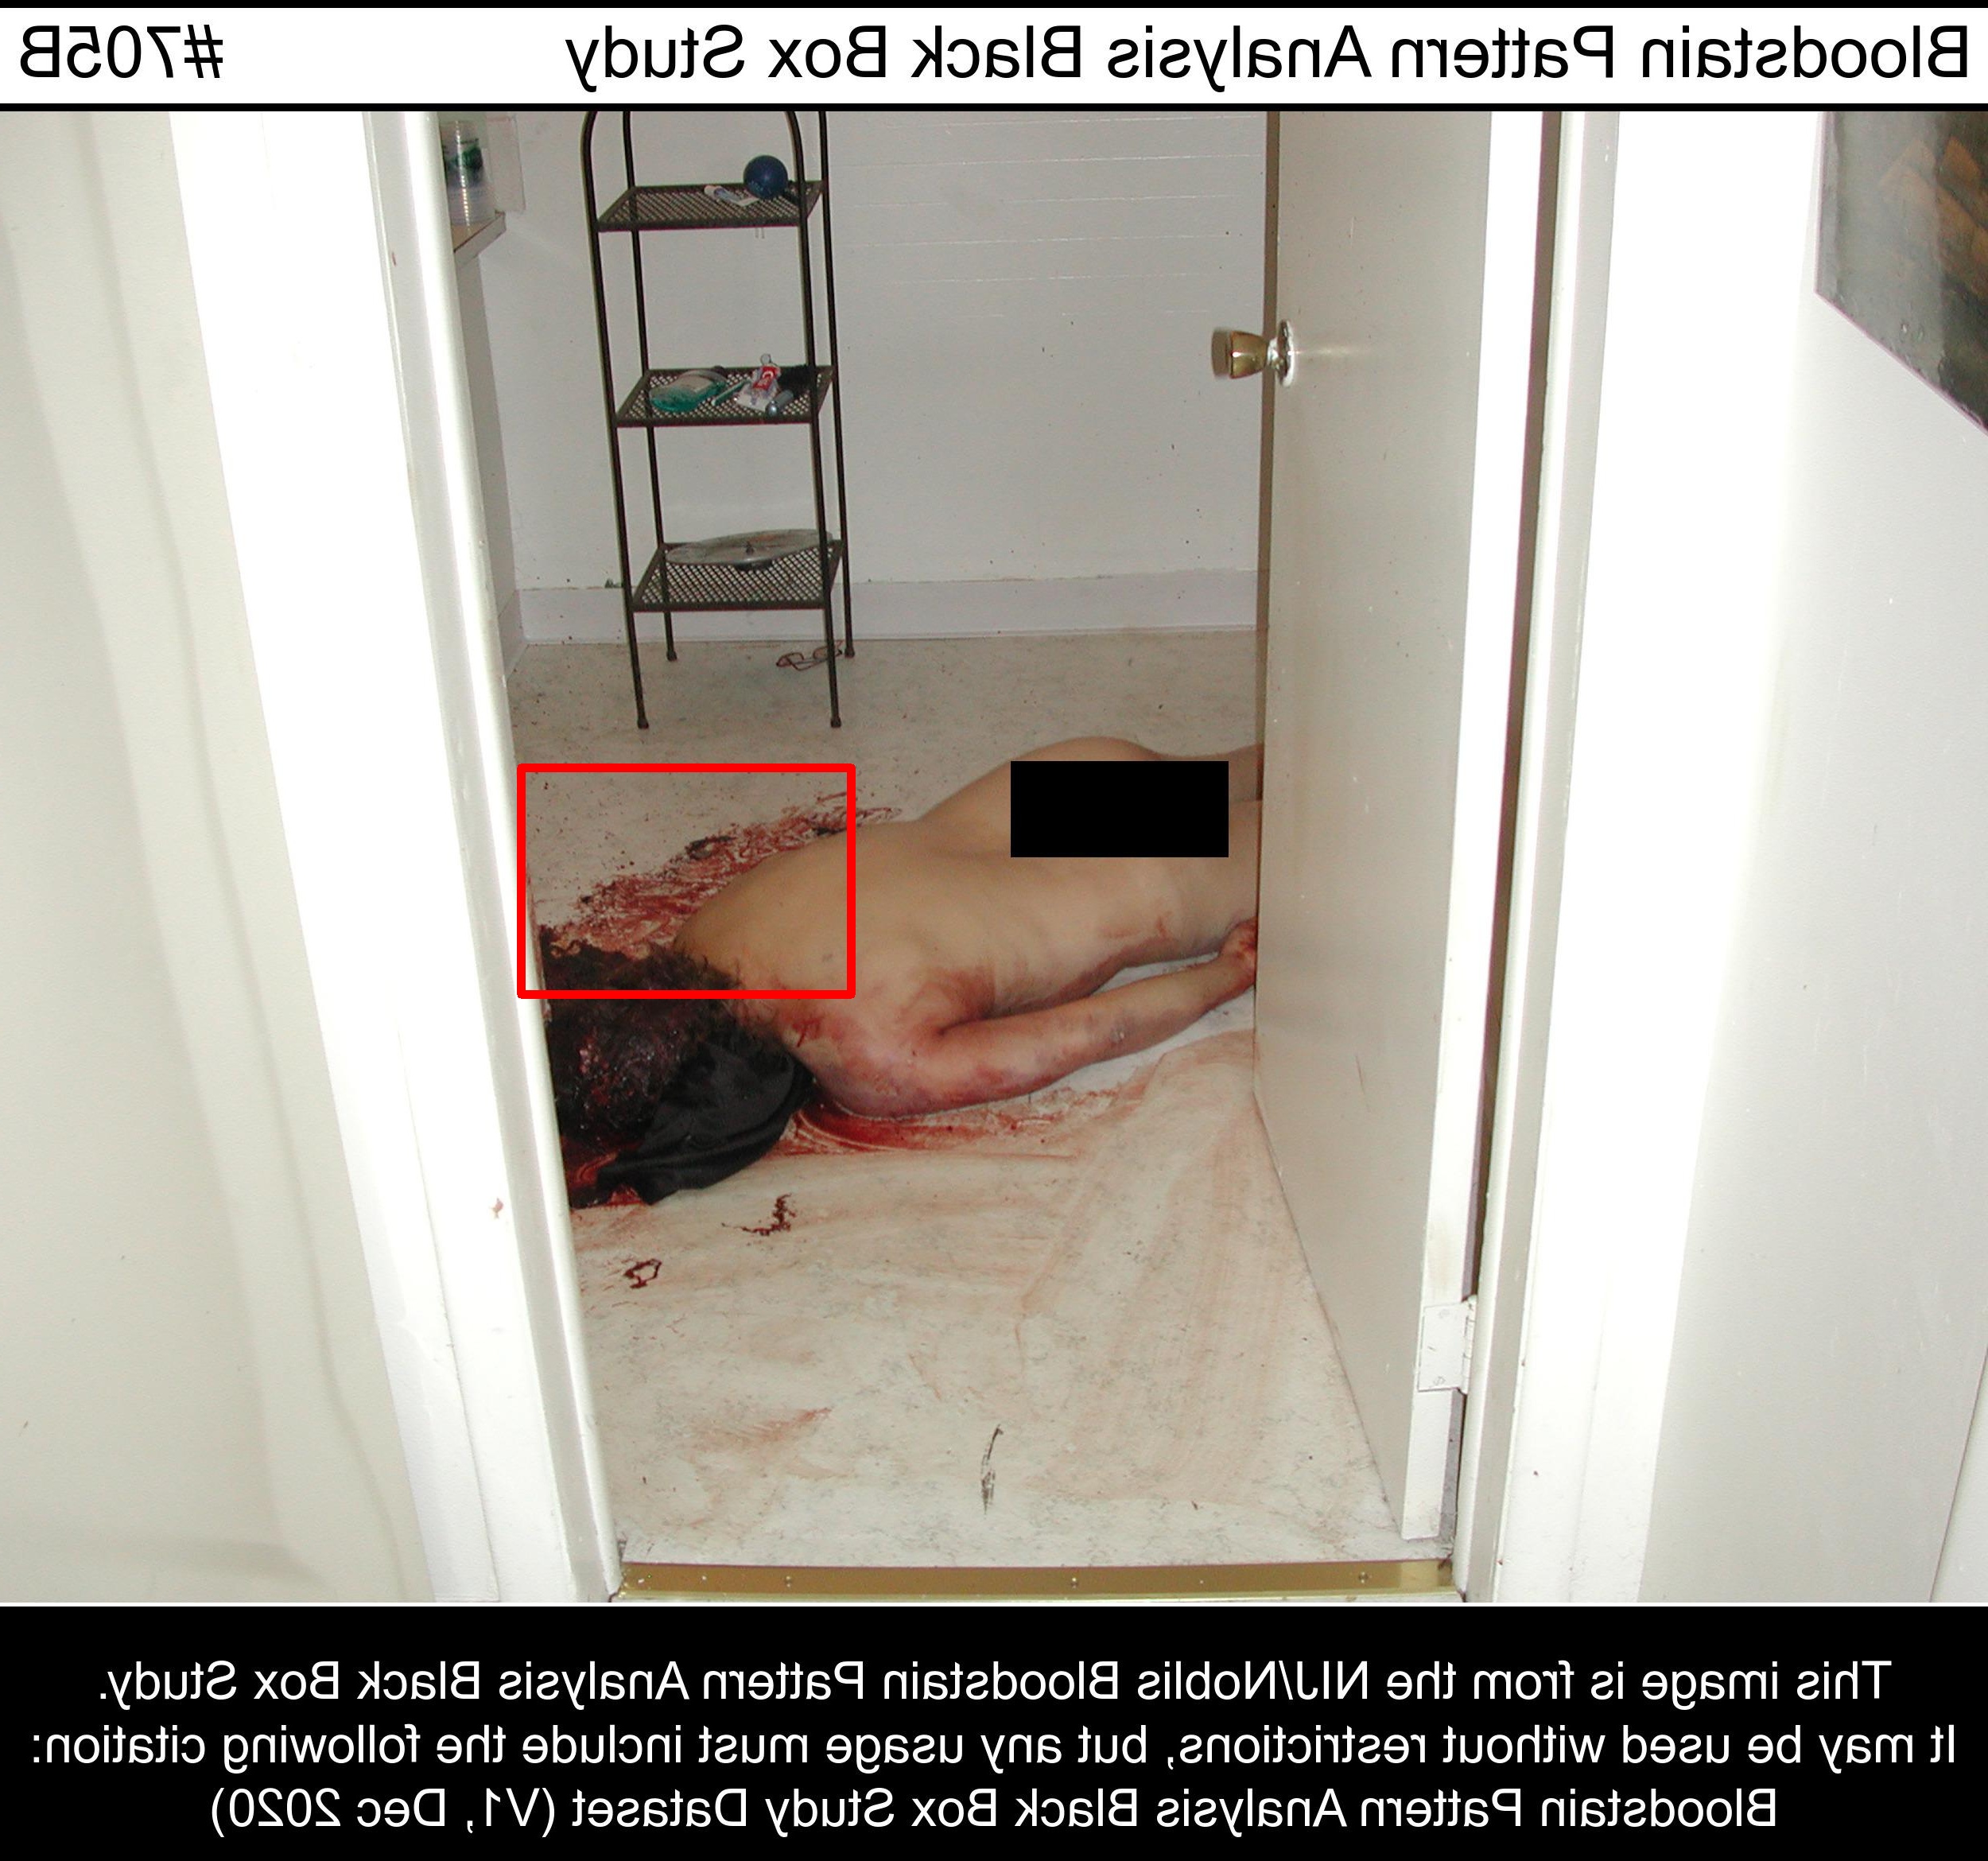 Bloodstain Pattern Analysis Black Box Study #705B
This image is from the NIJ/Noblis Bloodstain Pattern Analysis Black Box Study.
It may be used without restrictions, but any usage must include the following citation:
Bloodstain Pattern Analysis Black Box Study Dataset (V1, Dec 2020)